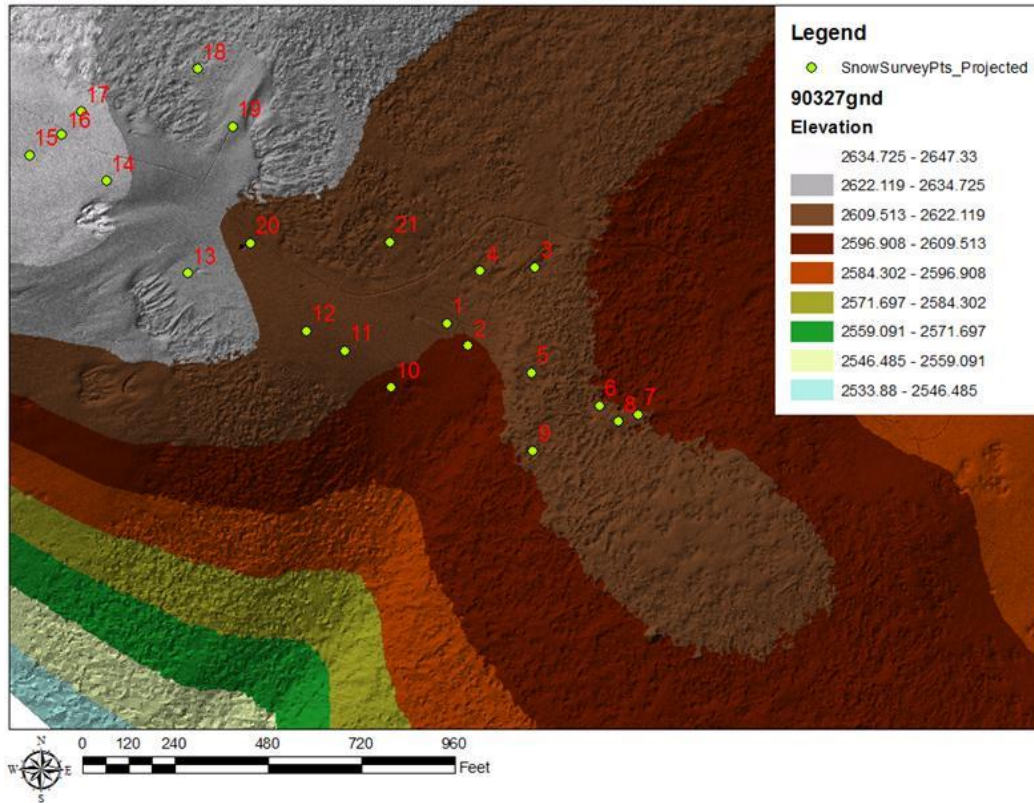 Legend
SnowSurveyPts_Projected
90327gnd
Elevation
2634.725 - 2647.33
2622.119 - 2634.725
2609.513 - 2622.119
2596.908 - 2609.513
2584.302 - 2596.908
2571.697 - 2584.302
2559.091 - 2571.697
2546.485 - 2559.091
2533.88 - 2546.485
18
17
19
16
15
14
20
21
13
4
3
1
12
2
11
5
10
6
7
8
9
N
W E
S
0 120 240 480 720 960
Feet